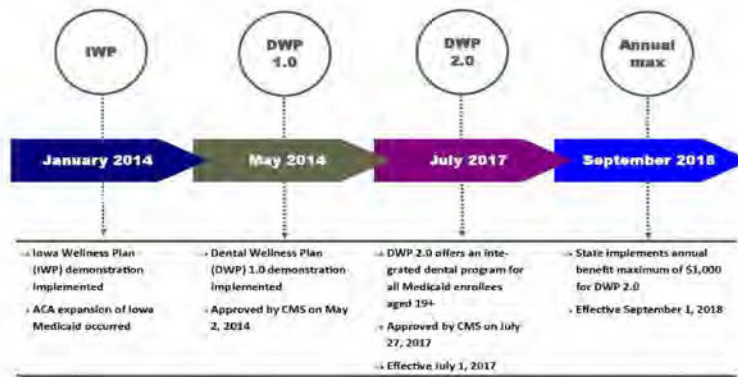 IWP
DWP
1.0
DWP
2.0
Annual
max
January 2014
May 2014
July 2017
September 2018
→ Iowa Wellness Plan
(IWP) demonstration
implemented
→ ACA expansion of Iowa
Medicaid occurred
→ Dental Wellness Plan
(DWP) 1.0 demonstration
implemented
→ Approved by CMS on May
2, 2014
→ DWP 2.0 offers an inte-
grated dental program for
all Medicaid enrollees
aged 19+
→ Approved by CMS on July
27, 2017
→ Effective July 1, 2017
→ State implements annual
benefit maximum of $1,000
for DWP 2.0
→ Effective September 1, 2018